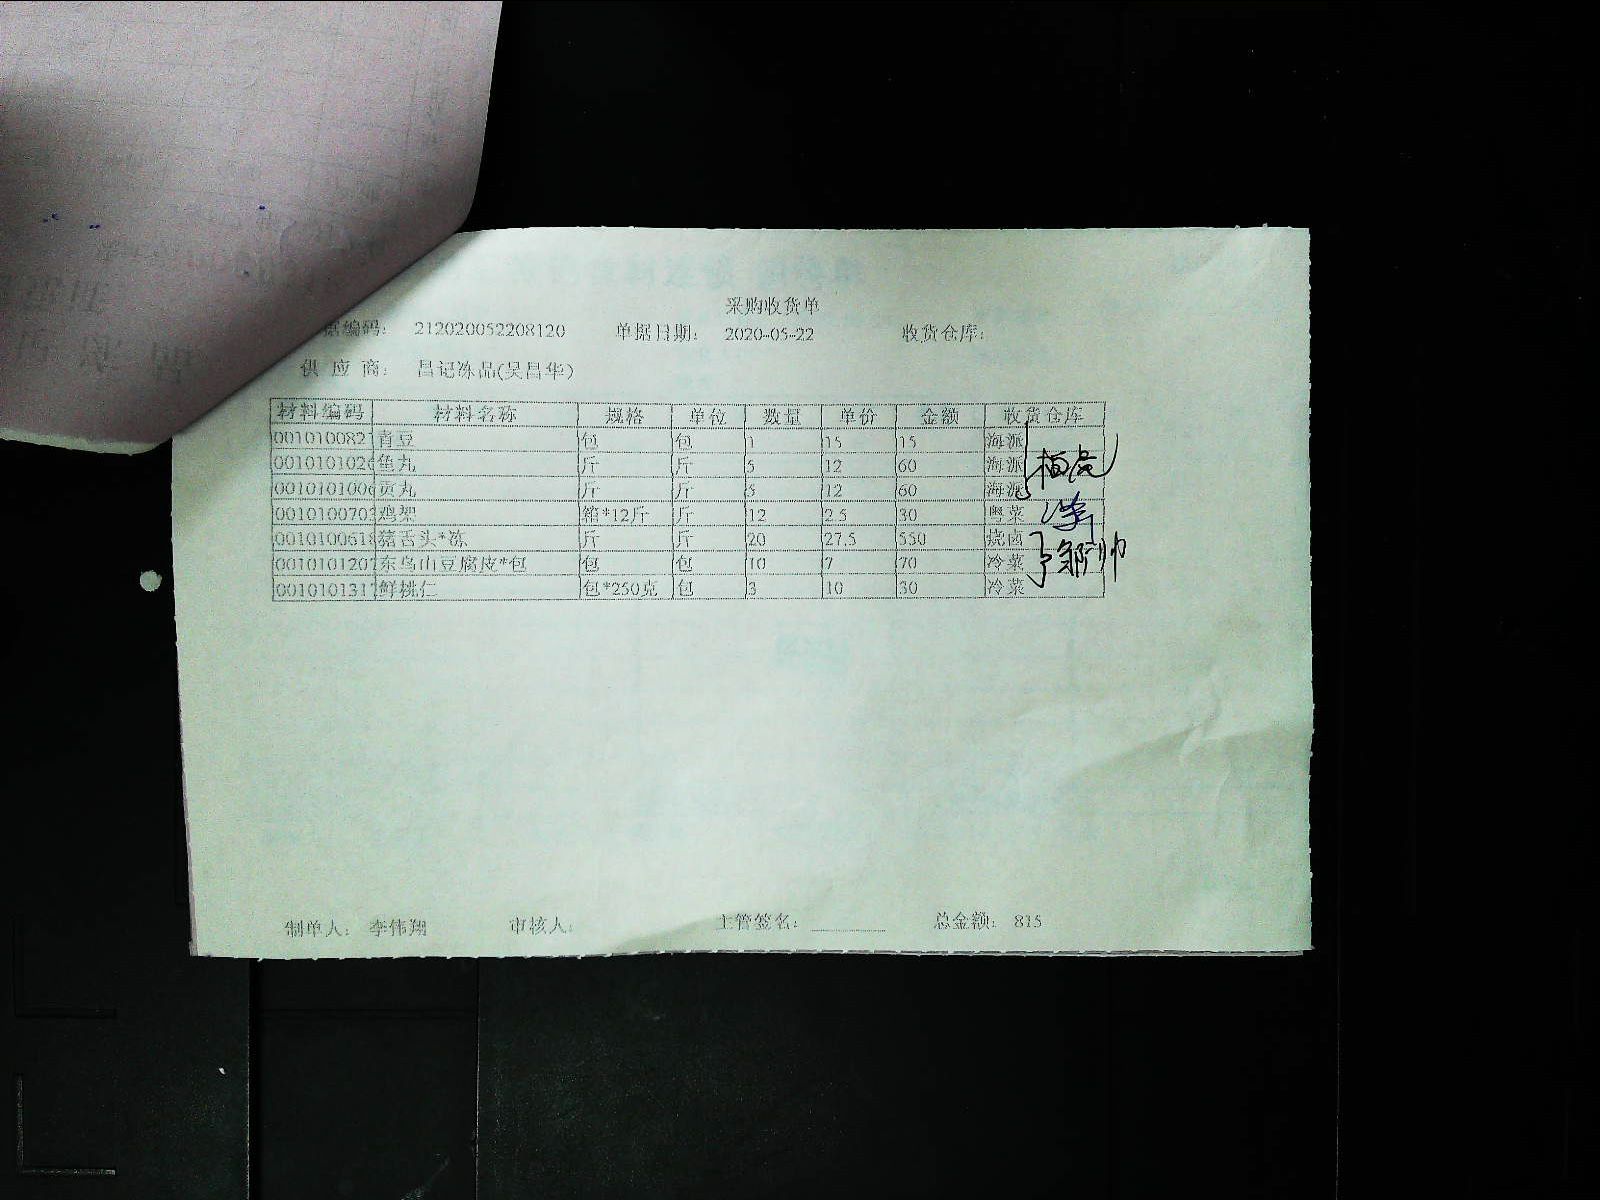 采购收货单
据编码： 212020052208120 单据日期： 2020-05-22 收货仓库：
供 应 商： 昌记冻品(吴昌华)
材料编码 材料名称 规格 单位 数量 单价 金额 收货仓库
001010082 青豆 包 包 1 15 15 海派
001010102 鱼丸 斤 斤 5 12 60 海派
001010100 贡丸 斤 斤 5 12 60 海派
001010070 鸡架 箱*12斤 斤 12 2.5 30 粤菜
001010061 猪舌头*冻 斤 斤 20 27.5 550 烧卤
001010120 东乌山豆腐皮*包 包 包 10 7 70 冷菜
001010131 鲜桃仁 包*250克 包 3 10 30 冷菜
制单人： 李伟翔 审核人： 主管签名： 总金额： 815